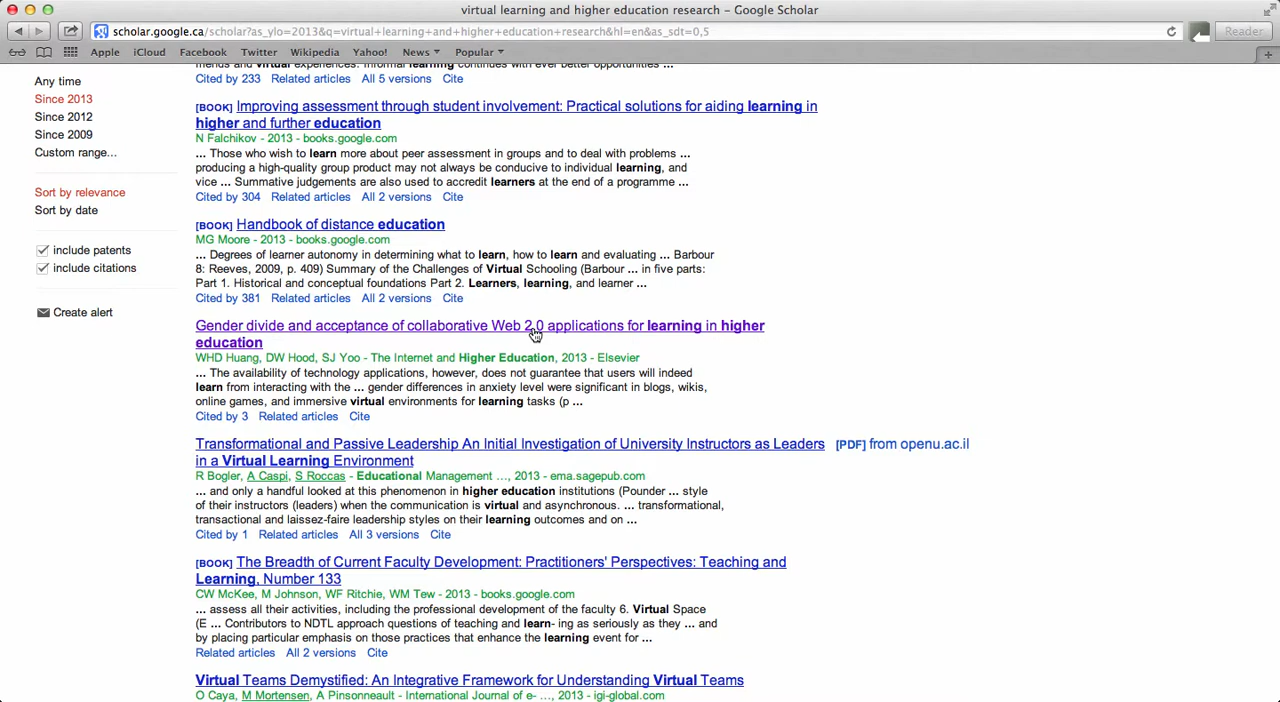 virtual learning and higher education research – Google Scholar
scholar.google.ca/scholar?as_ylo=2013&q=virtual+learning+and+higher+education+research&hl=en&as_sdt=0,5
Reader
Apple iCloud Facebook Twitter Wikipedia Yahoo! News Popular
Any time
Since 2013
Since 2012
Since 2009
Custom range...
Sort by relevance
Sort by date
include patents
include citations
Create alert
trends and virtual experiences. Informal learning continues with ever better opportunities ...
Cited by 233 Related articles All 5 versions Cite
[BOOK] Improving assessment through student involvement: Practical solutions for aiding learning in
higher and further education
N Falchikov - 2013 - books.google.com
... Those who wish to learn more about peer assessment in groups and to deal with problems ...
producing a high-quality group product may not always be conducive to individual learning, and
vice ... Summative judgements are also used to accredit learners at the end of a programme ...
Cited by 304 Related articles All 2 versions Cite
[BOOK] Handbook of distance education
MG Moore - 2013 - books.google.com
... Degrees of learner autonomy in determining what to learn, how to learn and evaluating ... Barbour
8: Reeves, 2009, p. 409) Summary of the Challenges of Virtual Schooling (Barbour ... in five parts:
Part 1. Historical and conceptual foundations Part 2. Learners, learning, and learner ...
Cited by 381 Related articles All 2 versions Cite
Gender divide and acceptance of collaborative Web 2.0 applications for learning in higher
education
WHD Huang, DW Hood, SJ Yoo - The Internet and Higher Education, 2013 - Elsevier
... The availability of technology applications, however, does not guarantee that users will indeed
learn from interacting with the ... gender differences in anxiety level were significant in blogs, wikis,
online games, and immersive virtual environments for learning tasks (p ...
Cited by 3 Related articles Cite
Transformational and Passive Leadership An Initial Investigation of University Instructors as Leaders
in a Virtual Learning Environment
[PDF] from openu.ac.il
R Bogler, A Caspi, S Roccas - Educational Management ..., 2013 - ema.sagepub.com
... and only a handful looked at this phenomenon in higher education institutions (Pounder ... style
of their instructors (leaders) when the communication is virtual and asynchronous. ... transformational,
transactional and laissez-faire leadership styles on their learning outcomes and on ...
Cited by 1 Related articles All 3 versions Cite
[BOOK] The Breadth of Current Faculty Development: Practitioners' Perspectives: Teaching and
Learning, Number 133
CW McKee, M Johnson, WF Ritchie, WM Tew - 2013 - books.google.com
... assess all their activities, including the professional development of the faculty 6. Virtual Space
(E ... Contributors to NDTL approach questions of teaching and learn- ing as seriously as they ... and
by placing particular emphasis on those practices that enhance the learning event for ...
Related articles All 2 versions Cite
Virtual Teams Demystified: An Integrative Framework for Understanding Virtual Teams
O Caya, M Mortensen, A Pinsonneault - International Journal of e- ..., 2013 - igi-global.com